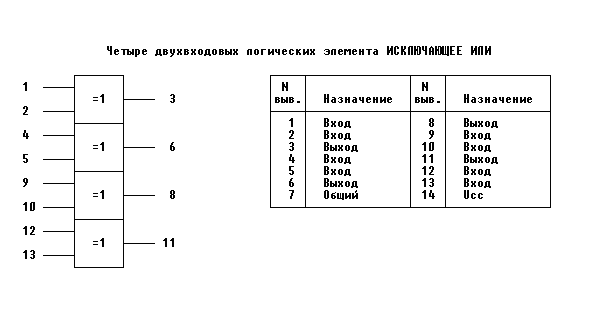 Четыре двухвходовых логических элемента ИСКЛЮЧАЮЩЕЕ ИЛИ
1
=1
3
2
4
=1
6
5
9
=1
8
10
12
=1
11
13
N выв. Назначение N выв. Назначение
1 Вход 8 Выход
2 Вход 9 Вход
3 Выход 10 Вход
4 Вход 11 Выход
5 Вход 12 Вход
6 Выход 13 Вход
7 Общий 14 Ucc